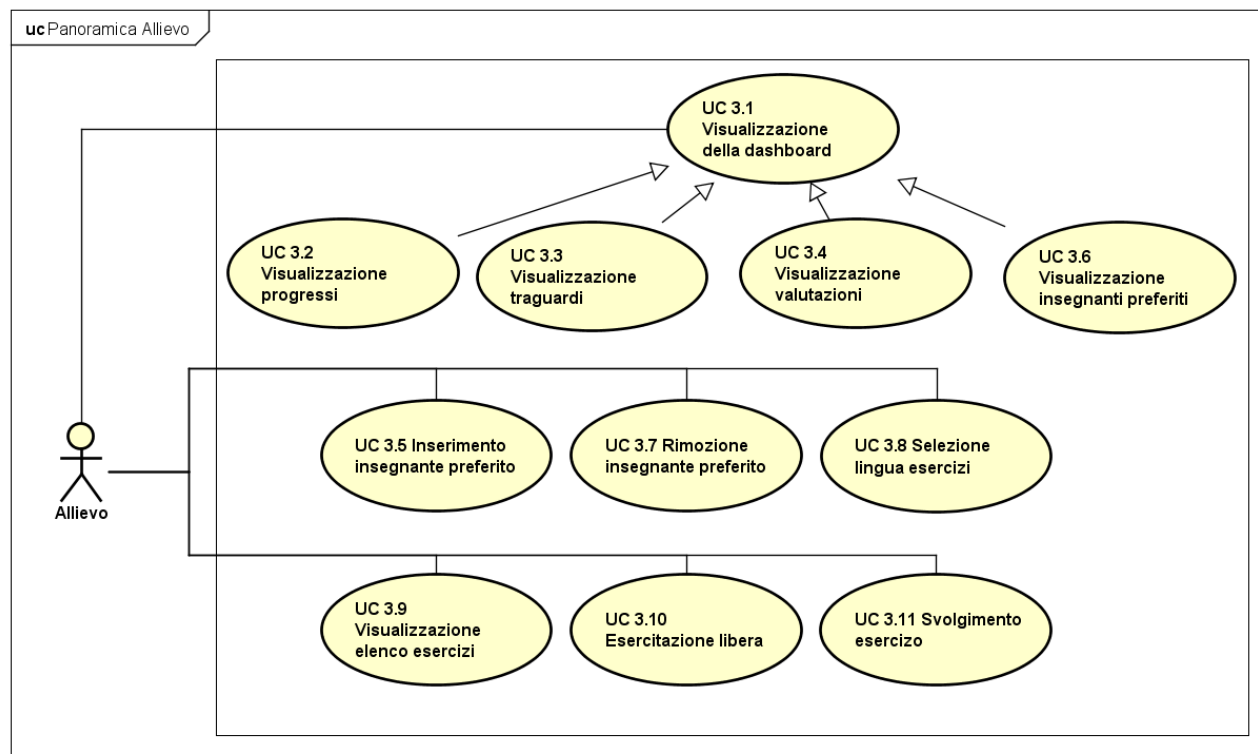 uc Panoramica Allievo
UC 3.1
Visualizzazione
della dashboard
UC 3.2
Visualizzazione
progressi
UC 3.3
Visualizzazione
traguardi
UC 3.4
Visualizzazione
valutazioni
UC 3.6
Visualizzazione
insegnanti preferiti
UC 3.5 Inserimento
insegnante preferito
UC 3.7 Rimozione
insegnante preferito
UC 3.8 Selezione
lingua esercizi
Allievo
UC 3.9
Visualizzazione
elenco esercizi
UC 3.10
Esercitazione libera
UC 3.11 Svolgimento
esercizo